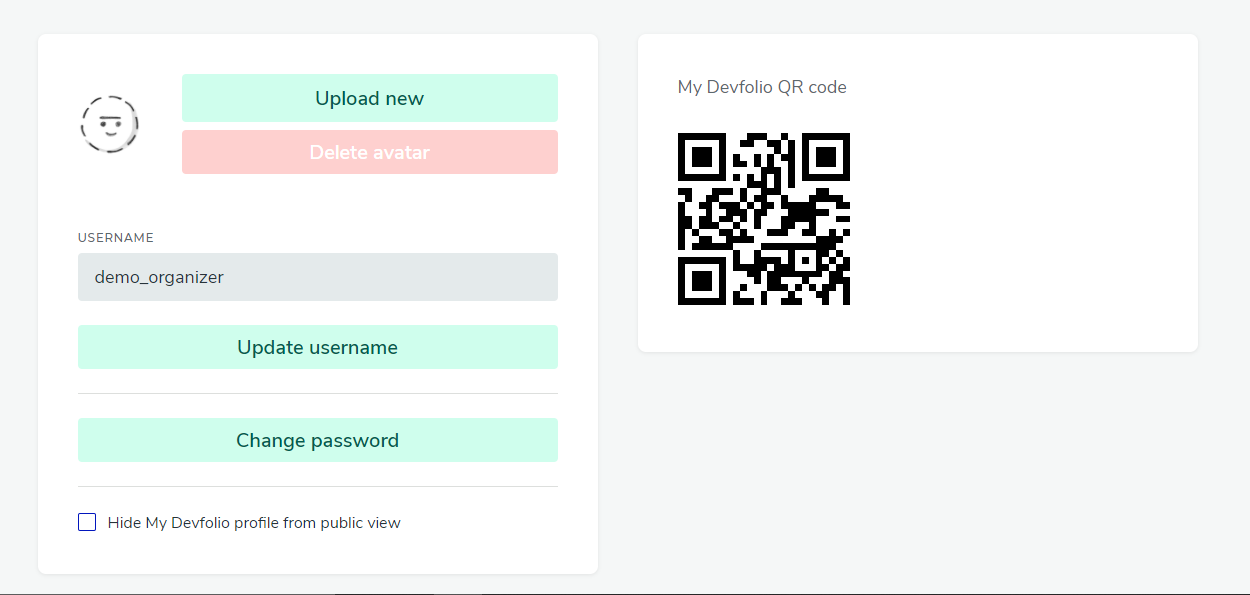 Upload new
Delete avatar
USERNAME
demo_organizer
Update username
Change password
Hide My Devfolio profile from public view
My Devfolio QR code